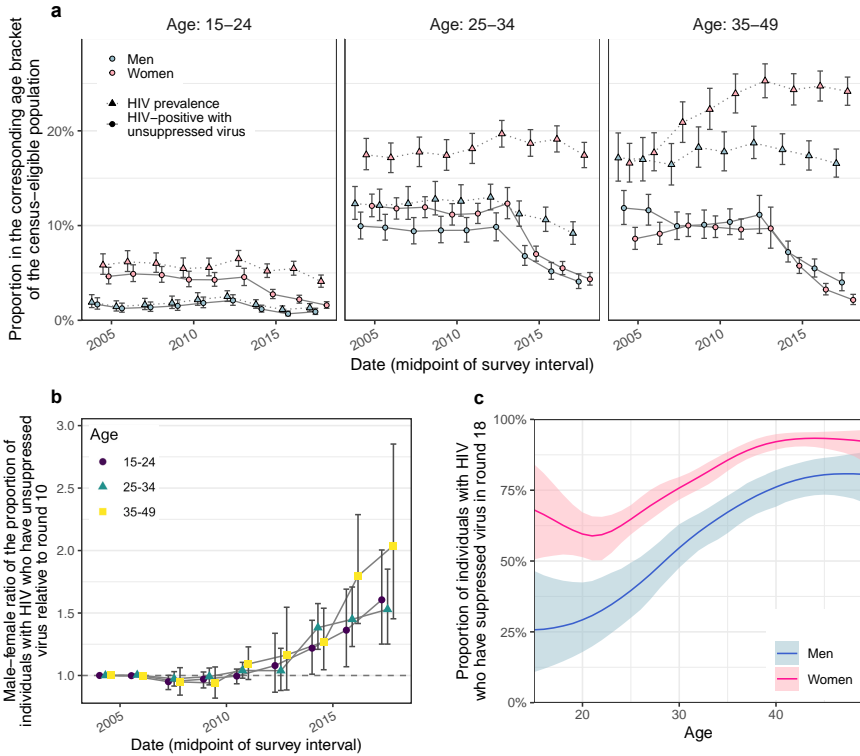 a
Age: 15−24
Age: 25−34
Age: 35−49
Proportion in the corresponding age bracket
of the census−eligible population
Men
Women
HIV prevalence
HIV−positive with
unsuppressed virus
20%
10%
0%
2005
2010
2015
2005
2010
2015
2005
2010
2015
Date (midpoint of survey interval)
b
Male−female ratio of the proportion of
individuals with HIV who have unsuppressed
virus relative to round 10
Age
15-24
25-34
35-49
3.0
2.5
2.0
1.5
1.0
2005
2010
2015
Date (midpoint of survey interval)
c
Proportion of individuals with HIV
who have suppressed virus in round 18
100%
75%
50%
25%
0%
Men
Women
20
30
40
Age